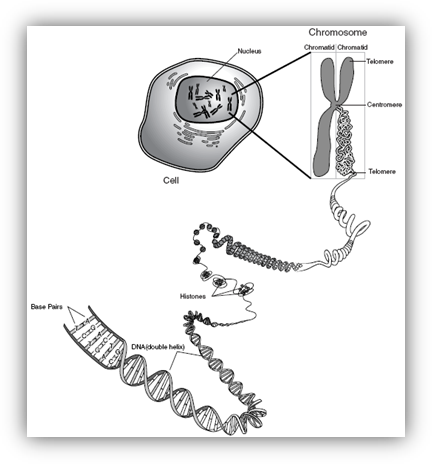 Chromosome
Chromatid Chromatid
Nucleus
Telomere
Centromere
Telomere
Cell
Histones
Base Pairs
DNA(double helix)